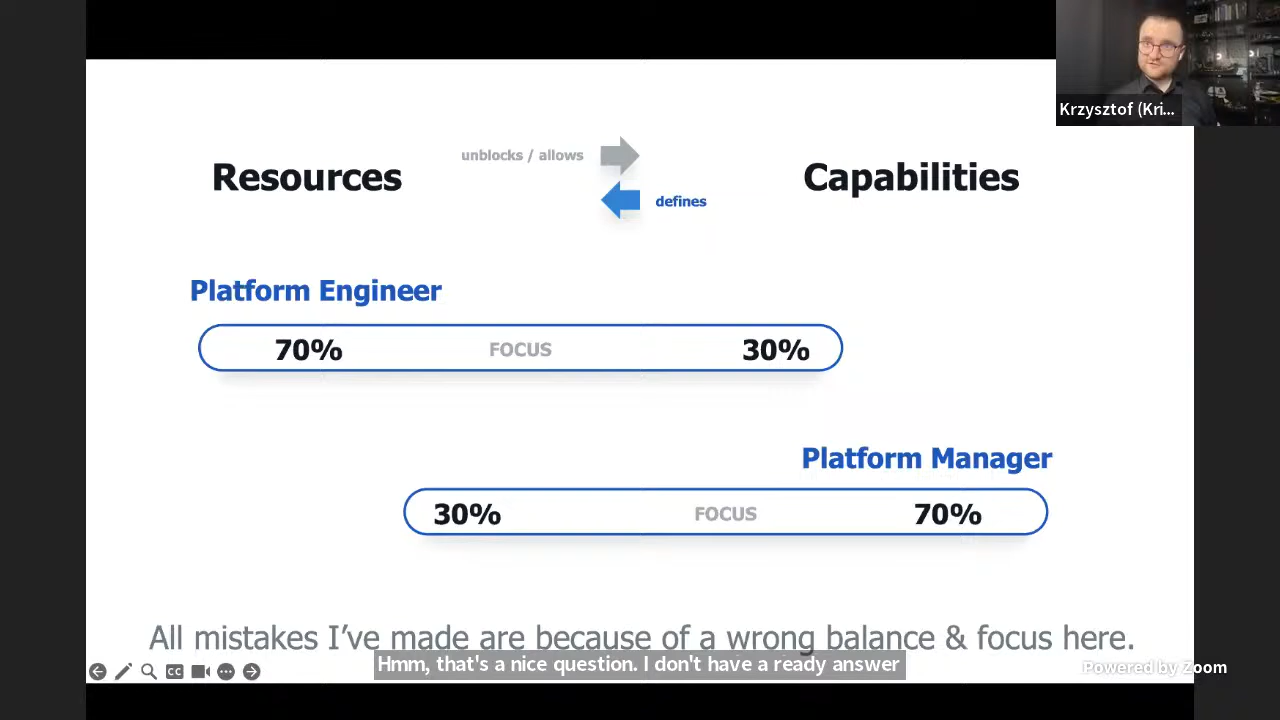 Krzysztof (Kri...
unblocks / allows
Resources
Capabilities
defines
Platform Engineer
70% FOCUS 30%
Platform Manager
30% FOCUS 70%
All mistakes I've made are because of a wrong balance & focus here.
Hmm, that's a nice question. I don't have a ready answer
CC
Powered by Zoom